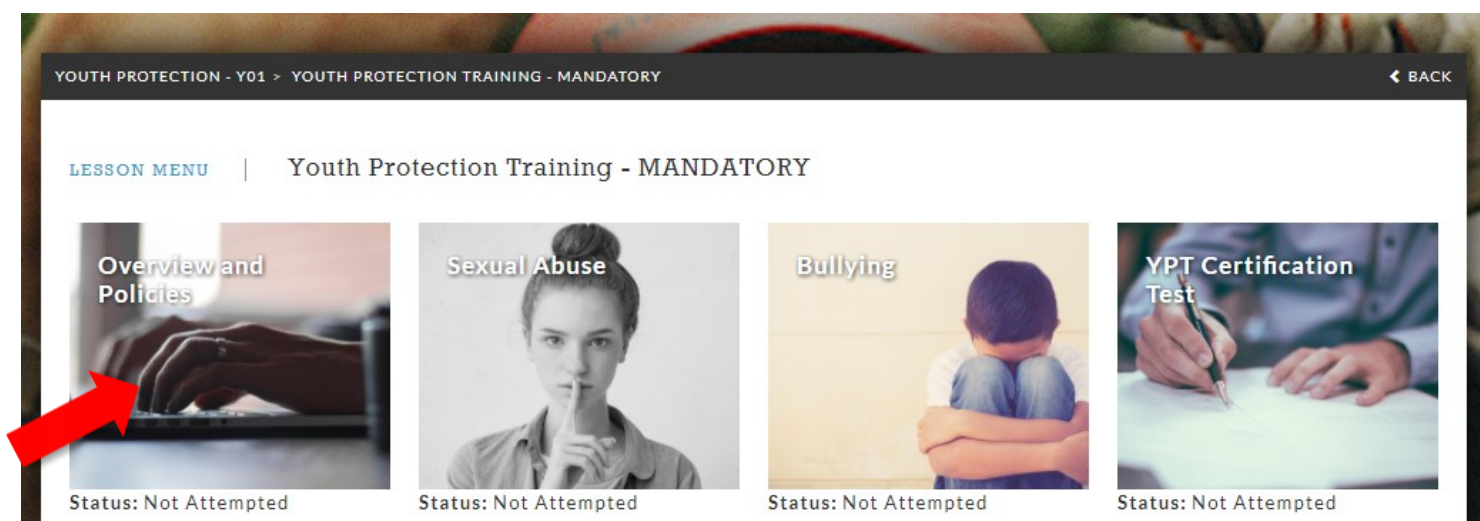 YOUTH PROTECTION - Y01 > YOUTH PROTECTION TRAINING - MANDATORY
BACK
LESSON MENU | Youth Protection Training - MANDATORY
Overview and
Policies
Sexual Abuse
Bullying
YPT Certification
Test
Status: Not Attempted
Status: Not Attempted
Status: Not Attempted
Status: Not Attempted